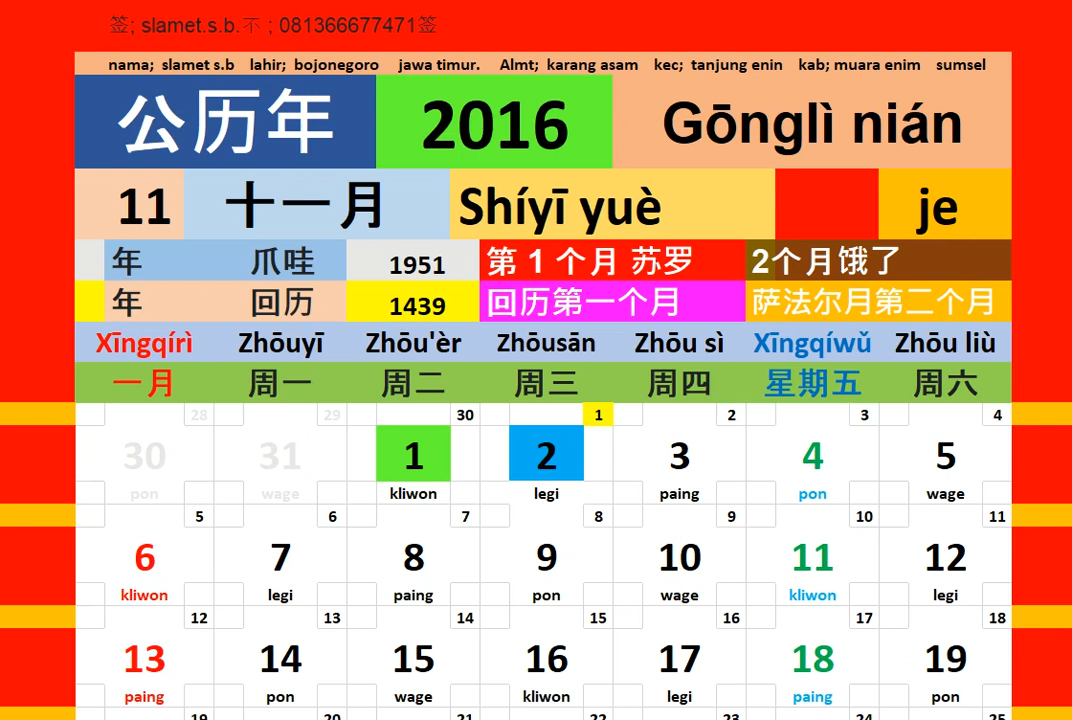 签; slamet.s.b.不 ; 081366677471签
nama; slamet s.b lahir; bojonegoro jawa timur. Almt; karang asam kec; tanjung enin kab; muara enim sumsel
公历年 2016 Gōnglì nián
11 十一月 Shíyī yuè je
年 爪哇 1951 第 1 个月 苏罗 2个月饿了
年 回历 1439 回历第一个月 萨法尔月第二个月
Xīngqírì Zhōuyī Zhōu'èr Zhōusān Zhōu sì Xīngqíwǔ Zhōu liù
一月 周一 周二 周三 周四 星期五 周六
28 29 30 1 2 3 4
30 31 1 2 3 4 5
pon wage kliwon legi paing pon wage
5 6 7 8 9 10 11
6 7 8 9 10 11 12
kliwon legi paing pon wage kliwon legi
12 13 14 15 16 17 18
13 14 15 16 17 18 19
paing pon wage kliwon legi paing pon
19 20 21 22 23 24 25